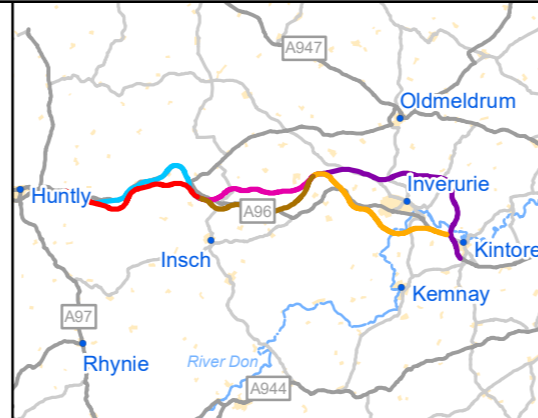 A947
Oldmeldrum
Huntly
Inverurie
A96
Kintore
Insch
Kemnay
A97
Rhynie
River Don
A944